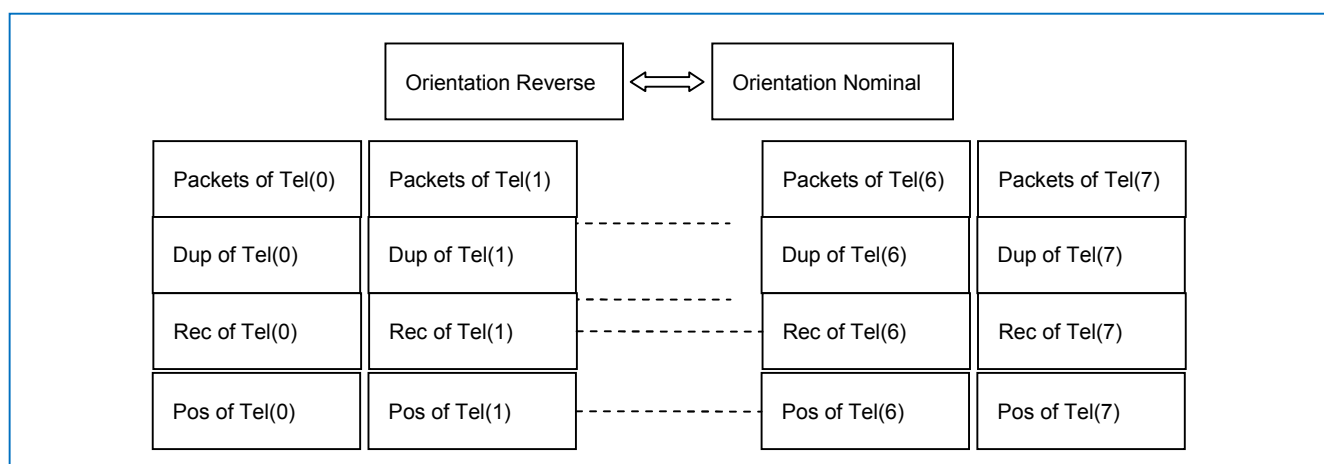 Orientation Reverse Orientation Nominal
Packets of Tel(0) Packets of Tel(1) Packets of Tel(6) Packets of Tel(7)
Dup of Tel(0) Dup of Tel(1) Dup of Tel(6) Dup of Tel(7)
Rec of Tel(0) Rec of Tel(1) Rec of Tel(6) Rec of Tel(7)
Pos of Tel(0) Pos of Tel(1) Pos of Tel(6) Pos of Tel(7)